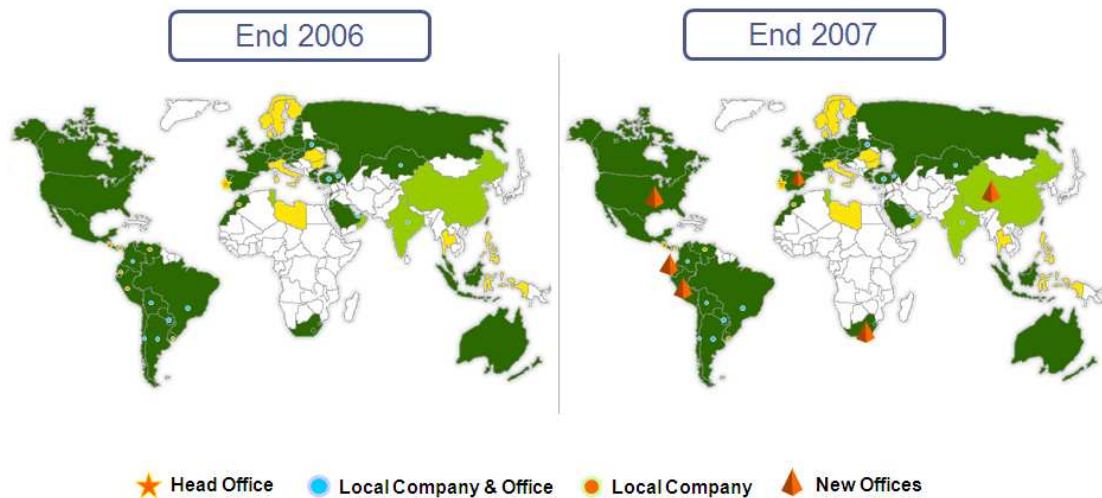 End 2006
End 2007
Head Office
Local Company & Office
Local Company
New Offices